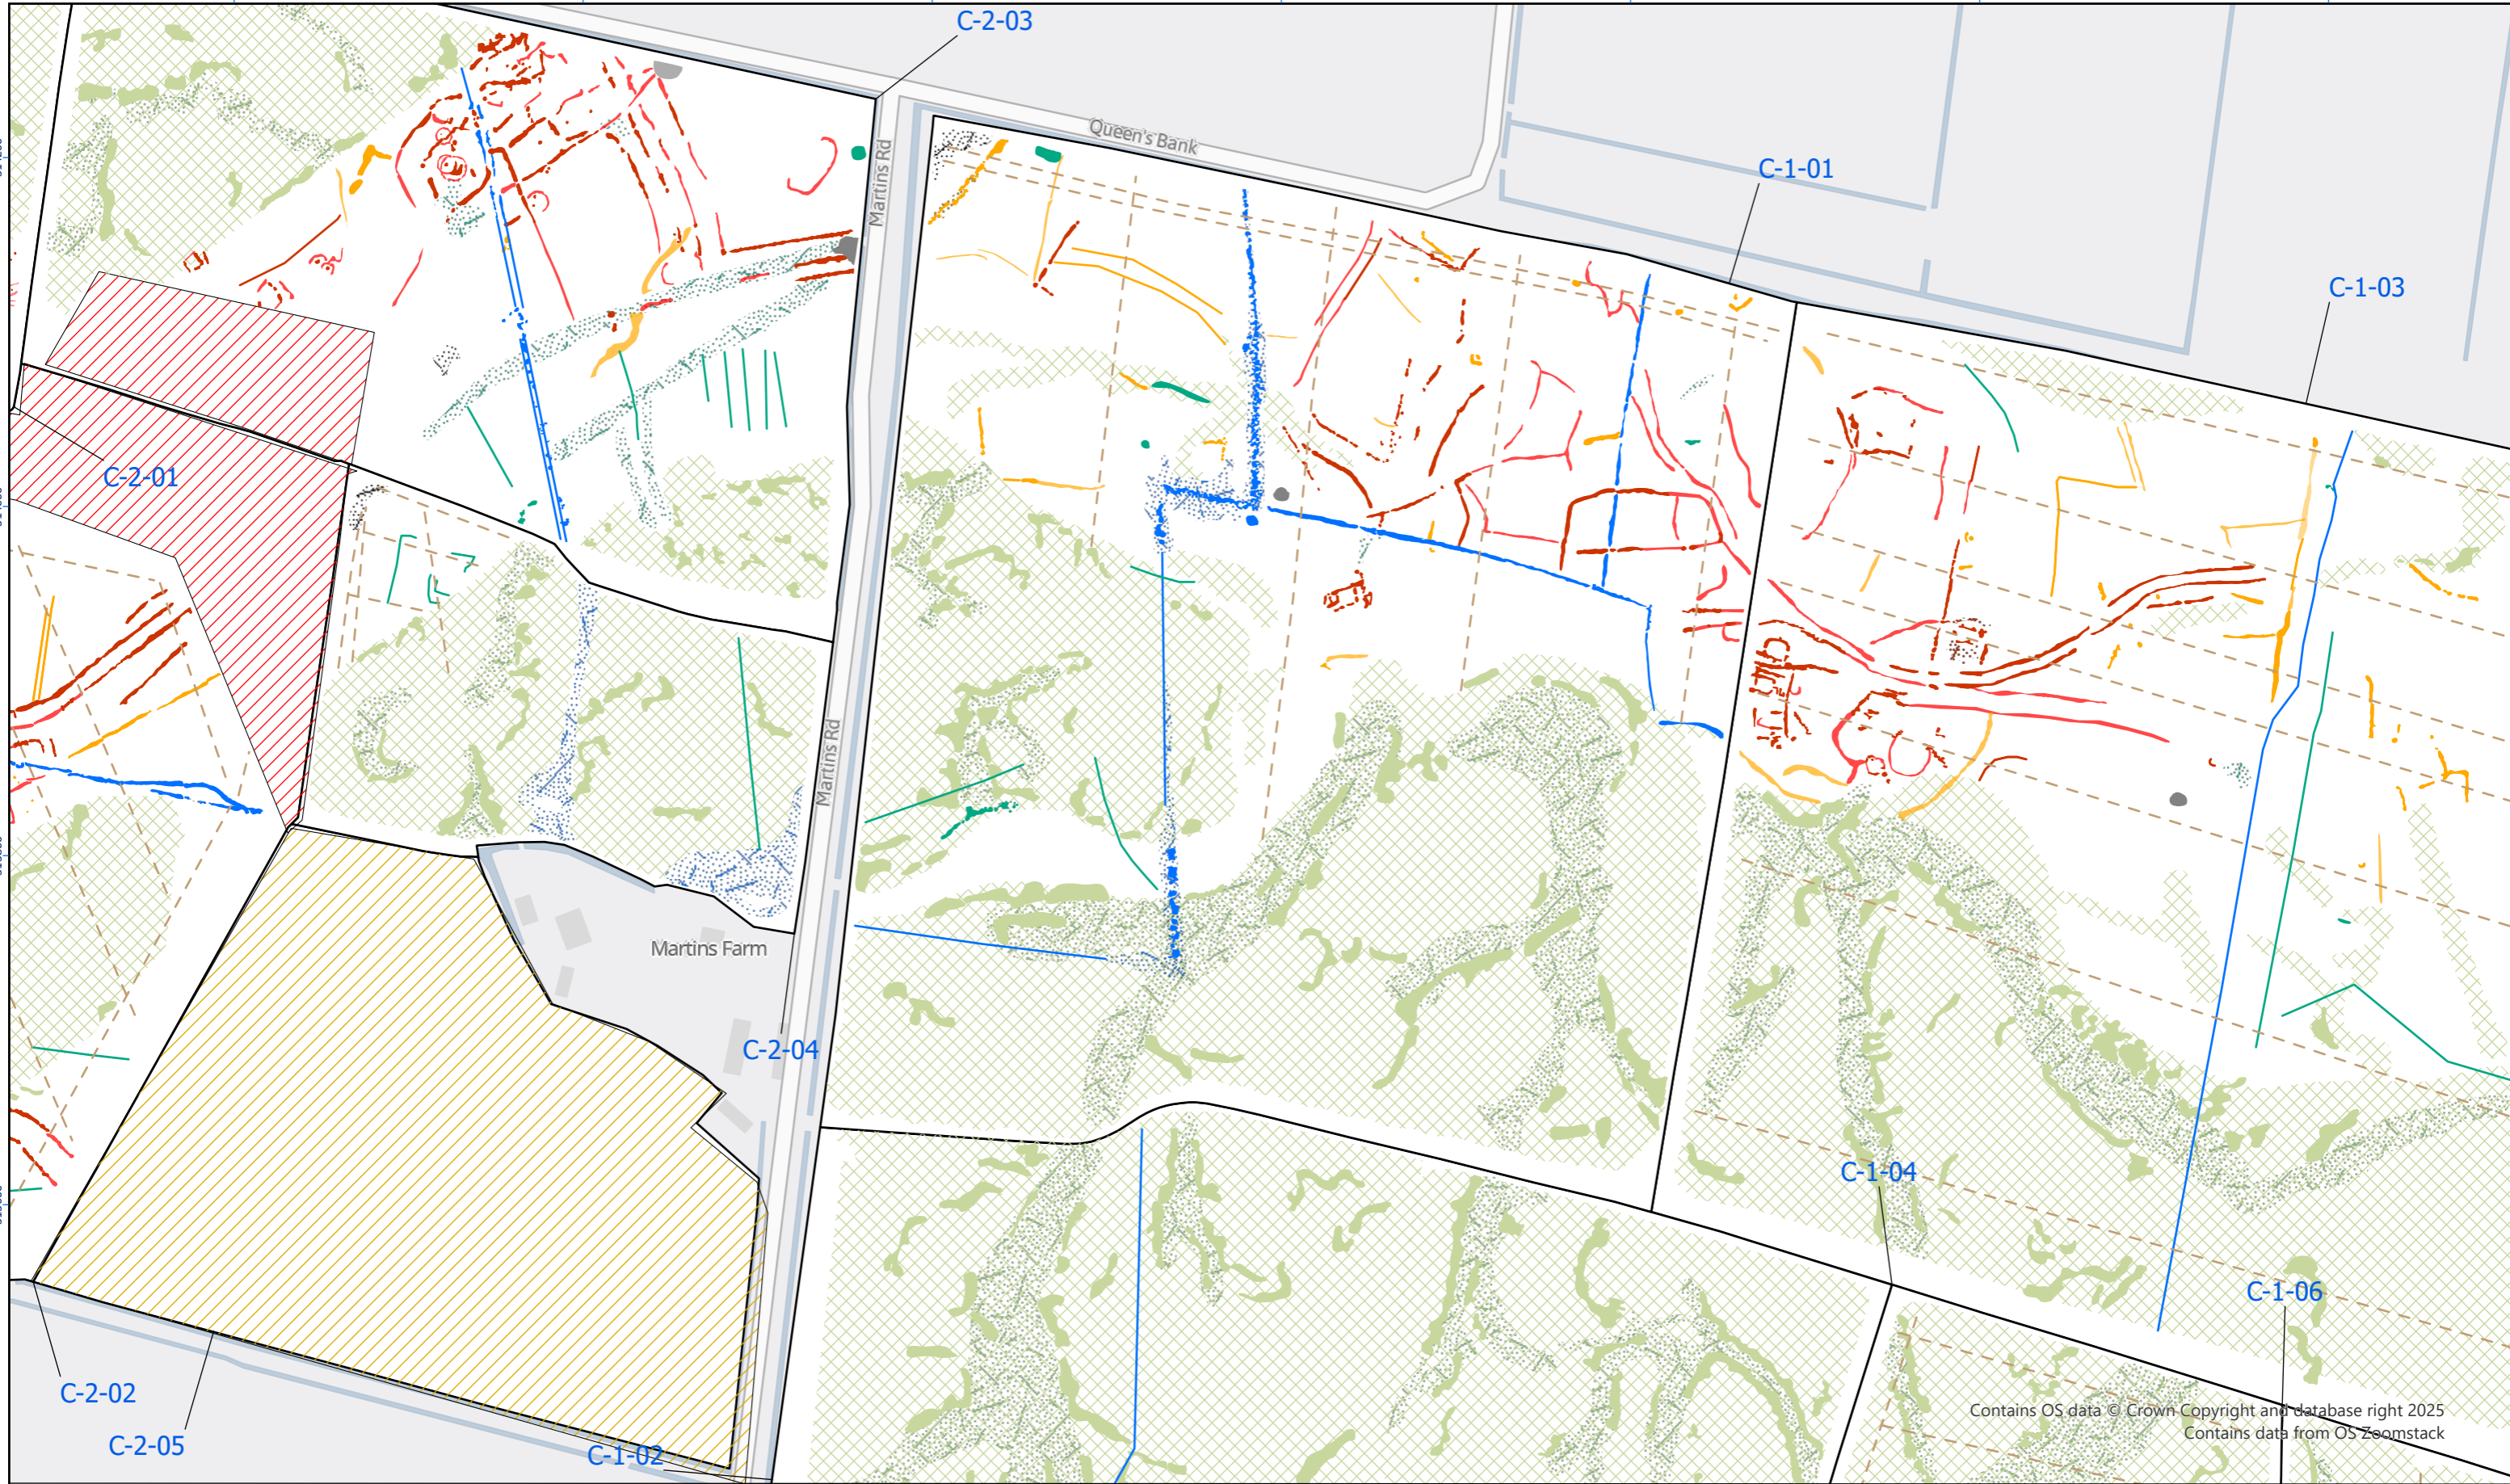 C-2-03
Queen's Bank
Martins Rd
C-1-01
C-1-03
C-2-01
Martins Rd
Martins Farm
C-2-04
C-1-04
C-1-06
C-2-02
C-2-05
C-1-02
Contains OS data © Crown Copyright and database right 2025
Contains data from OS Zoomstack